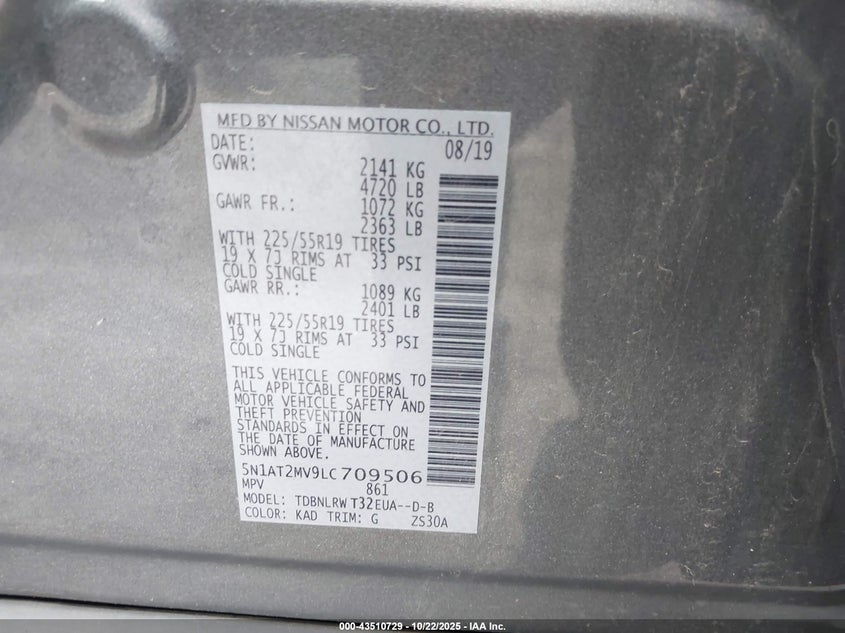 MFD BY NISSAN MOTOR CO., LTD.
DATE: 08/19
GVWR: 2141 KG
4720 LB
GAWR FR.: 1072 KG
2363 LB
WITH 225/55R19 TIRES
19 X 7J RIMS AT 33 PSI
COLD SINGLE
GAWR RR.: 1089 KG
2401 LB
WITH 225/55R19 TIRES
19 X 7J RIMS AT 33 PSI
COLD SINGLE
THIS VEHICLE CONFORMS TO
ALL APPLICABLE FEDERAL
MOTOR VEHICLE SAFETY AND
THEFT PREVENTION
STANDARDS IN EFFECT ON
THE DATE OF MANUFACTURE
SHOWN ABOVE.
5N1AT2MV9LC709506
MPV 861
MODEL: TDBNLRW T32EUA--D-B
COLOR: KAD TRIM: G ZS30A
000-43510729 - 10/22/2025 - IAA Inc.